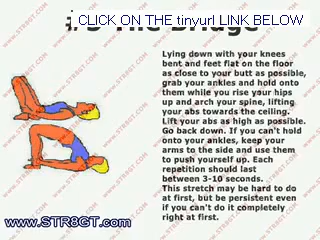 CLICK ON THE tinyurl LINK BELOW
#3 The Bridge
Lying down with your knees
bent and feet flat on the floor
as close to your butt as possible,
grab your ankles and hold onto
them while you rise your hips
up and arch your spine, lifting
your abs towards the ceiling.
Lift your abs as high as possible.
Go back down. If you can't hold
onto your ankles, keep your
arms to the side and use them
to push yourself up. Each
repetition should last
between 3-10 seconds.
This stretch may be hard to do
at first, but be persistent even
if you can't do it completely
right at first.
www.STR8GT.com